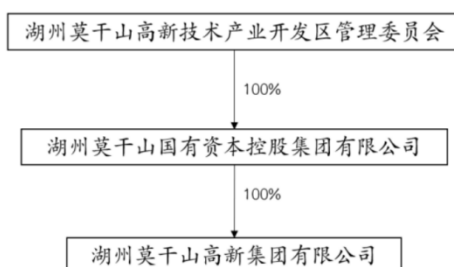 湖州莫干山高新技术产业开发区管理委员会
100%
湖州莫干山国有资本控股集团有限公司
100%
湖州莫干山高新集团有限公司